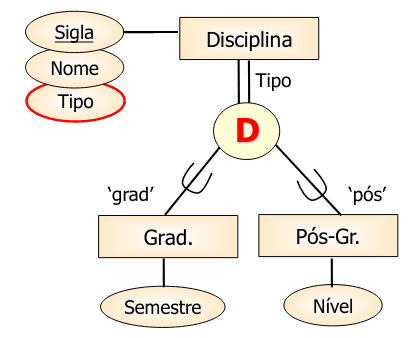 Sigla
Disciplina
Nome
Tipo
Tipo
D
‘grad’
‘pós’
Grad.
Pós-Gr.
Semestre
Nível